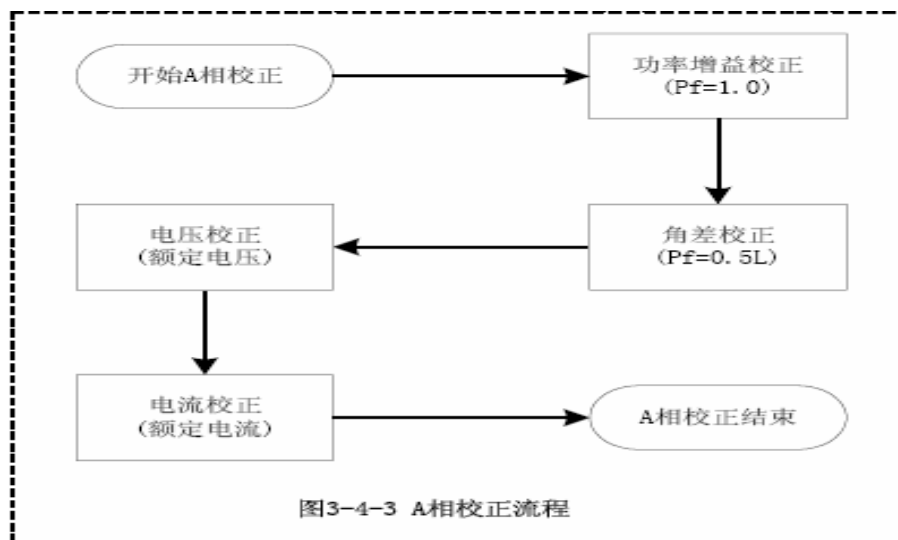 开始A相校正
功率增益校正
(Pf=1.0)
角差校正
(Pf=0.5L)
电压校正
(额定电压)
电流校正
(额定电流)
A相校正结束
图3-4-3 A相校正流程